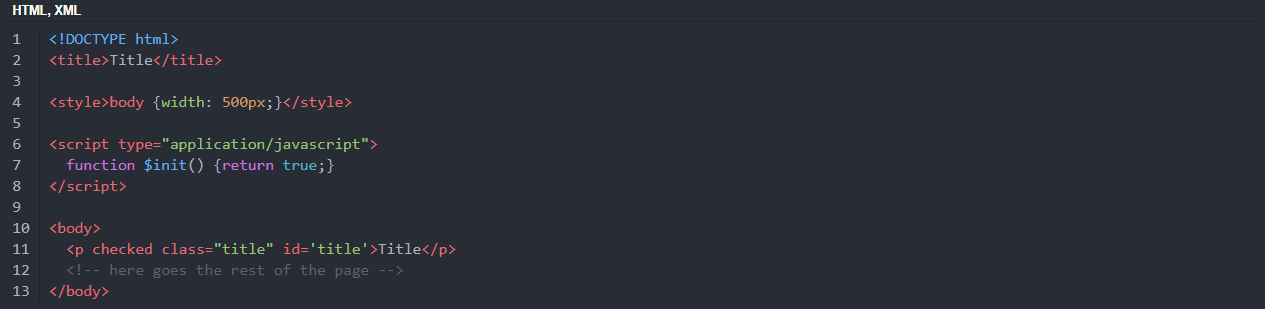 HTML, XML
1 <!DOCTYPE html>
2 <title>Title</title>
3
4 <style>body {width: 500px;}</style>
5
6 <script type="application/javascript">
7   function $init() {return true;}
8 </script>
9
10 <body>
11   <p checked class="title" id='title'>Title</p>
12   <!-- here goes the rest of the page -->
13 </body>